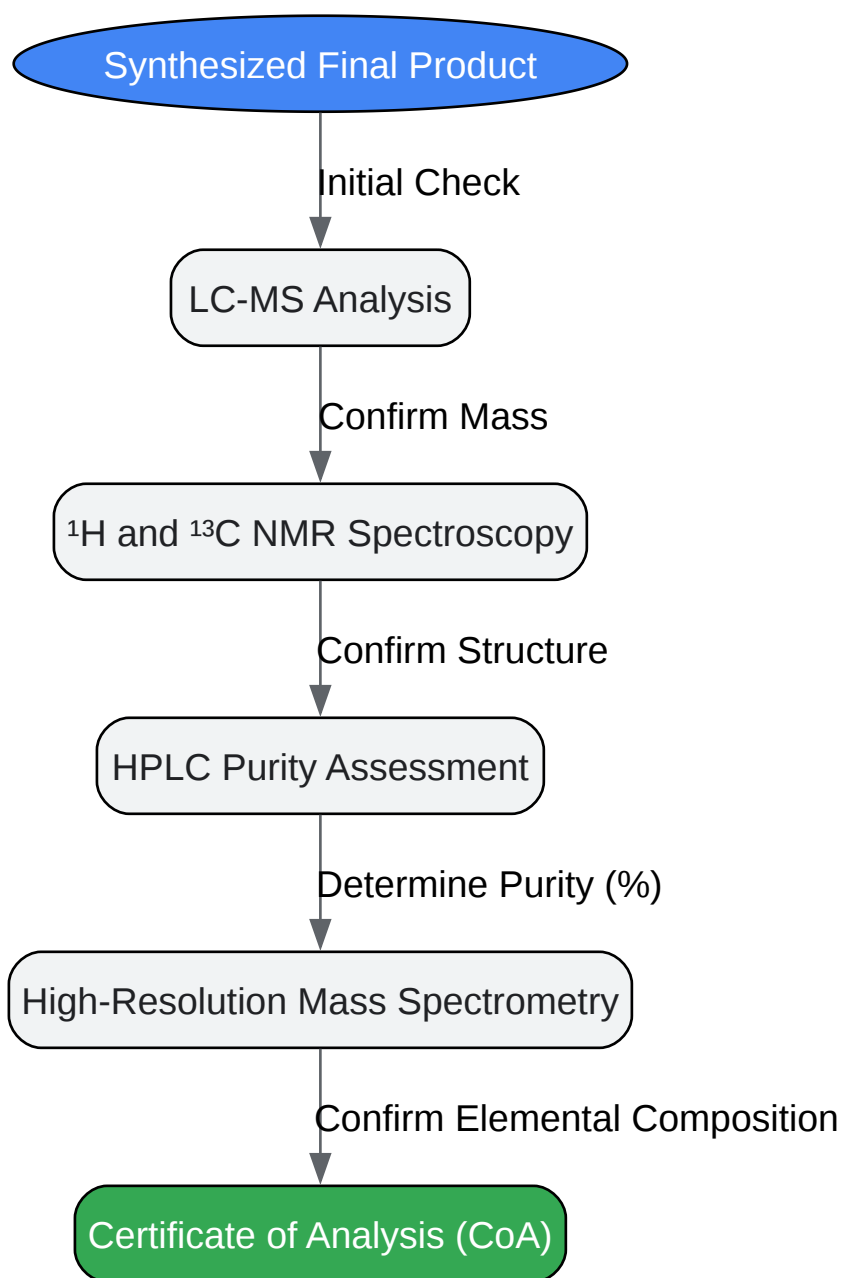 Synthesized Final Product
Initial Check
LC-MS Analysis
Confirm Mass
¹H and ¹³C NMR Spectroscopy
Confirm Structure
HPLC Purity Assessment
Determine Purity (%)
High-Resolution Mass Spectrometry
Confirm Elemental Composition
Certificate of Analysis (CoA)